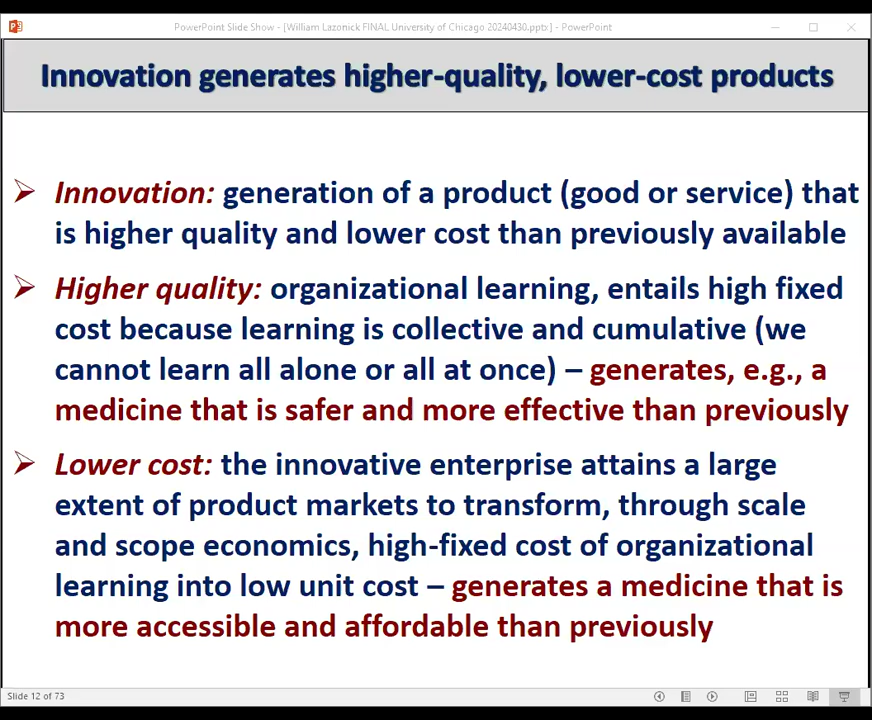 PowerPoint Slide Show - [William Lazonick FINAL University of Chicago 20240430.pptx] - PowerPoint
Innovation generates higher-quality, lower-cost products
Innovation: generation of a product (good or service) that
is higher quality and lower cost than previously available
Higher quality: organizational learning, entails high fixed
cost because learning is collective and cumulative (we
cannot learn all alone or all at once) – generates, e.g., a
medicine that is safer and more effective than previously
Lower cost: the innovative enterprise attains a large
extent of product markets to transform, through scale
and scope economics, high-fixed cost of organizational
learning into low unit cost – generates a medicine that is
more accessible and affordable than previously
Slide 12 of 73